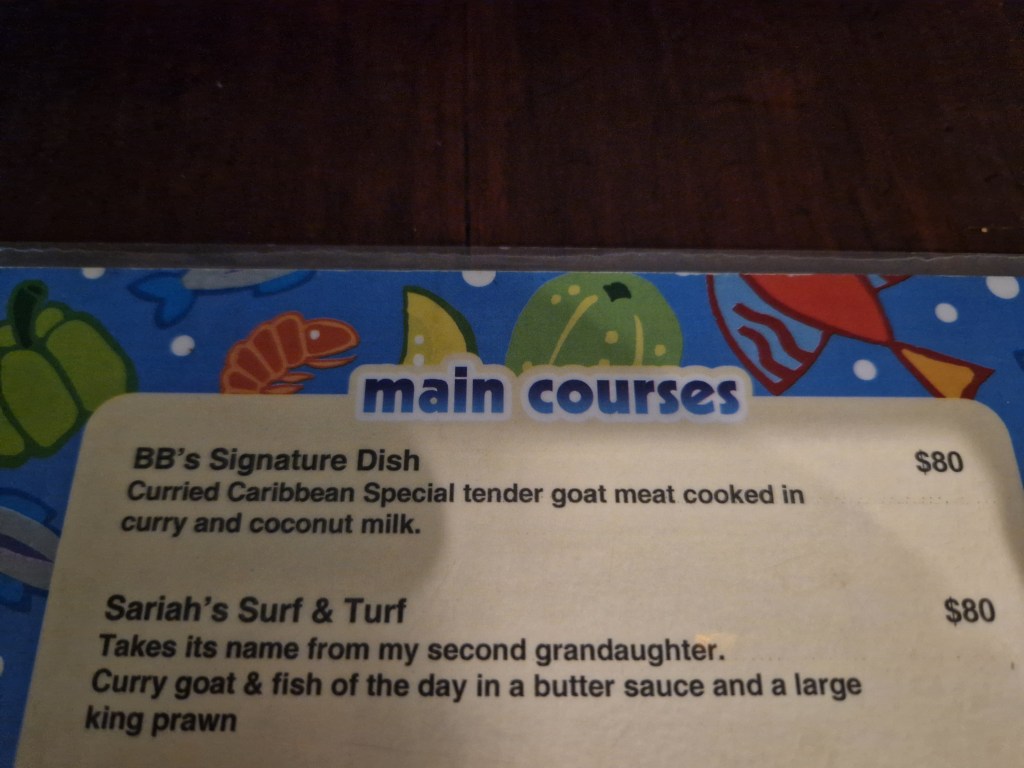 main courses
BB's Signature Dish $80
Curried Caribbean Special tender goat meat cooked in
curry and coconut milk.
Sariah's Surf & Turf $80
Takes its name from my second grandaughter.
Curry goat & fish of the day in a butter sauce and a large
king prawn